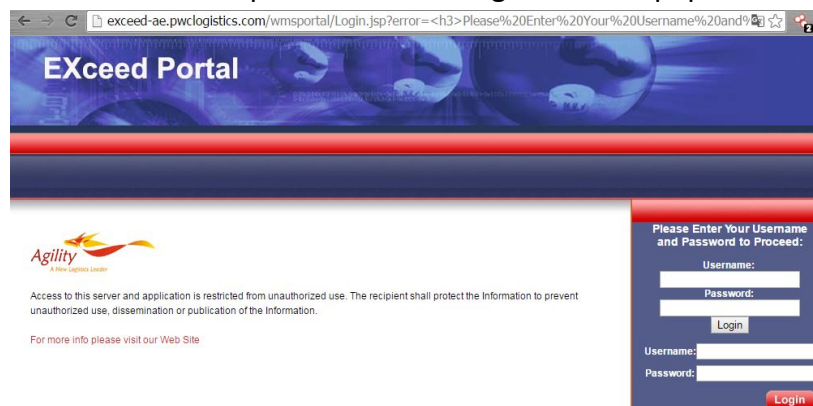 exceed-ae.pwclogistics.com/wmsportal/Login.jsp?error=<h3>Please%20Enter%20Your%20Username%20and%
EXceed Portal
Agility
A New Logistics Leader
Access to this server and application is restricted from unauthorized use. The recipient shall protect the Information to prevent
unauthorized use, dissemination or publication of the Information.
For more info please visit our Web Site
Please Enter Your Username
and Password to Proceed:
Username:
Password:
Login
Username:
Password:
Login